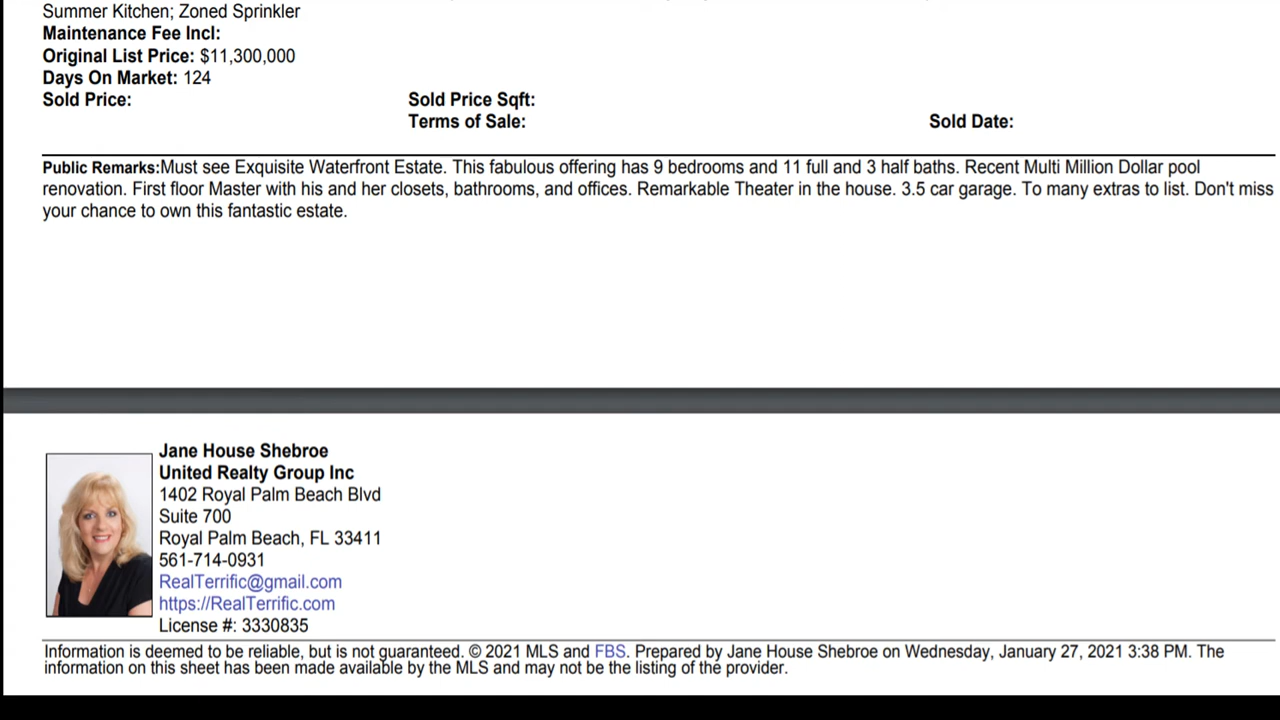 Summer Kitchen; Zoned Sprinkler
Maintenance Fee Incl:
Original List Price: $11,300,000
Days On Market: 124
Sold Price: Sold Price Sqft:
Terms of Sale: Sold Date:
Public Remarks:Must see Exquisite Waterfront Estate. This fabulous offering has 9 bedrooms and 11 full and 3 half baths. Recent Multi Million Dollar pool
renovation. First floor Master with his and her closets, bathrooms, and offices. Remarkable Theater in the house. 3.5 car garage. To many extras to list. Don't miss
your chance to own this fantastic estate.
Jane House Shebroe
United Realty Group Inc
1402 Royal Palm Beach Blvd
Suite 700
Royal Palm Beach, FL 33411
561-714-0931
RealTerrific@gmail.com
https://RealTerrific.com
License #: 3330835
Information is deemed to be reliable, but is not guaranteed. © 2021 MLS and FBS. Prepared by Jane House Shebroe on Wednesday, January 27, 2021 3:38 PM. The
information on this sheet has been made available by the MLS and may not be the listing of the provider.